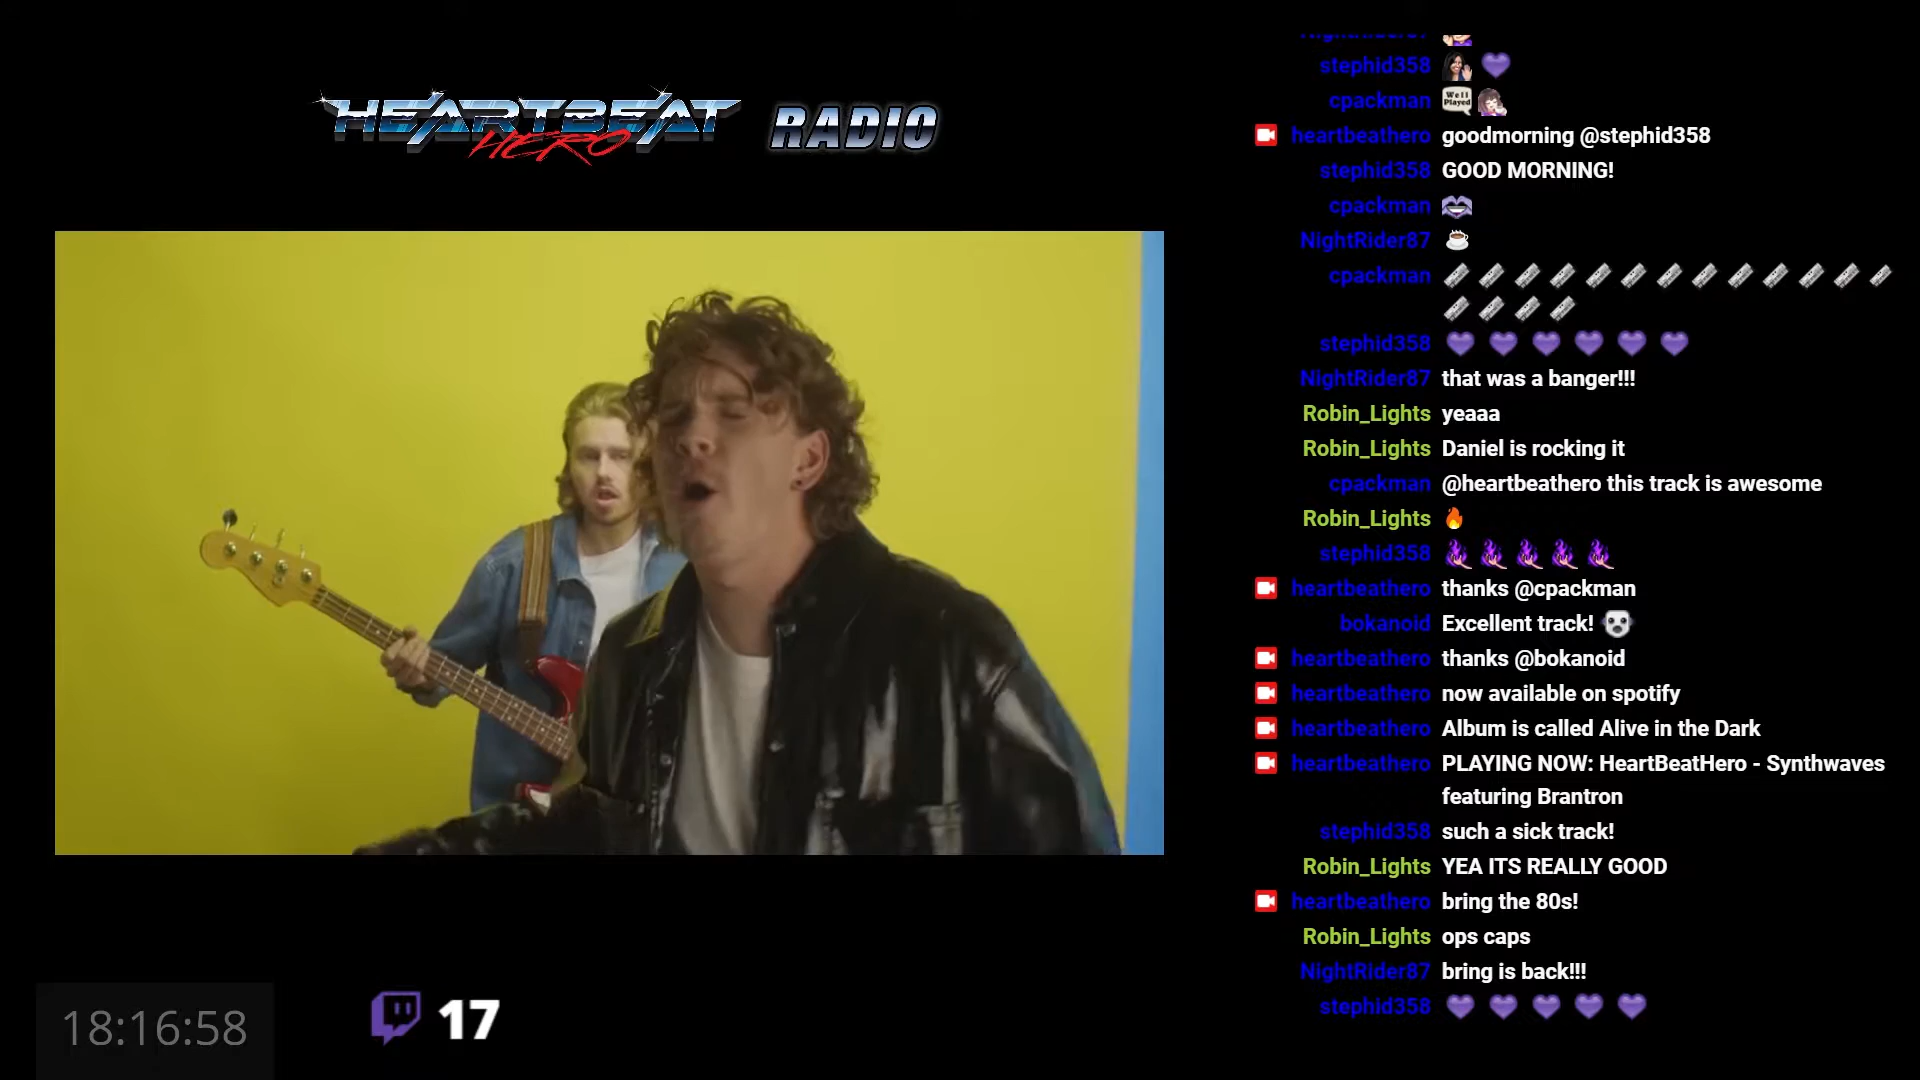 HEARTBEAT
HERO
RADIO
stephid358
cpackman Well Played
heartbeathero goodmorning @stephid358
stephid358 GOOD MORNING!
cpackman
NightRider87
cpackman
stephid358
NightRider87 that was a banger!!!
Robin_Lights yeaaa
Robin_Lights Daniel is rocking it
cpackman @heartbeathero this track is awesome
Robin_Lights
stephid358
heartbeathero thanks @cpackman
bokanoid Excellent track!
heartbeathero thanks @bokanoid
heartbeathero now available on spotify
heartbeathero Album is called Alive in the Dark
heartbeathero PLAYING NOW: HeartBeatHero - Synthwaves
featuring Brantron
stephid358 such a sick track!
Robin_Lights YEA ITS REALLY GOOD
heartbeathero bring the 80s!
Robin_Lights ops caps
NightRider87 bring is back!!!
stephid358
18:16:58
17